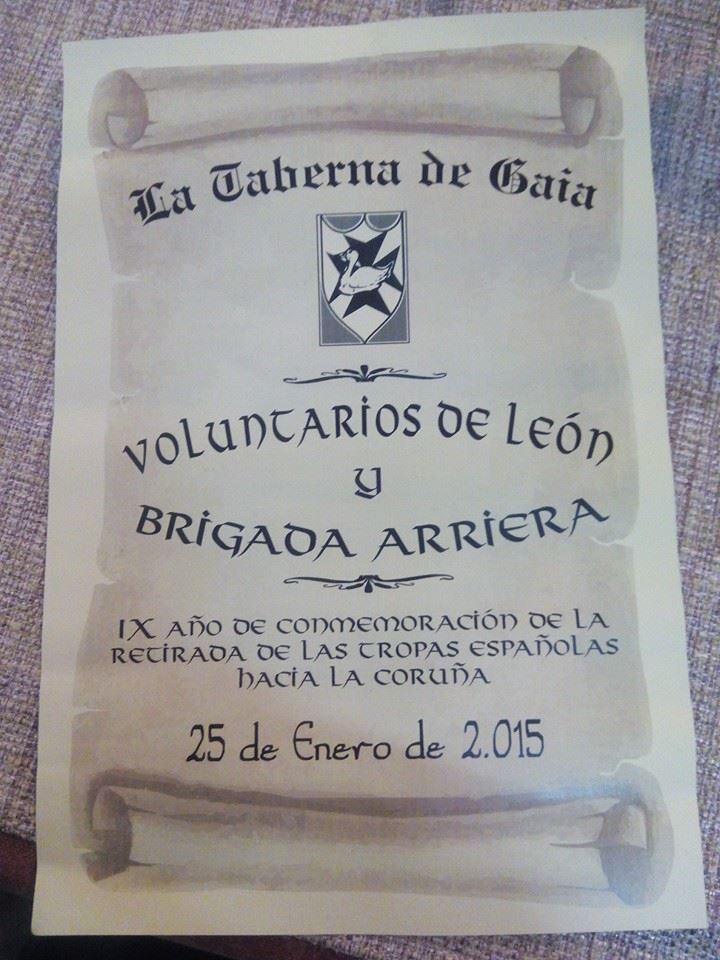 La Taberna de Gaia
VOLUNTARIOS DE LEÓN
Y
BRIGADA ARRIERA
IX AÑO DE CONMEMORACIÓN DE LA
RETIRADA DE LAS TROPAS ESPAÑOLAS
HACIA LA CORUÑA
25 de Enero de 2.015